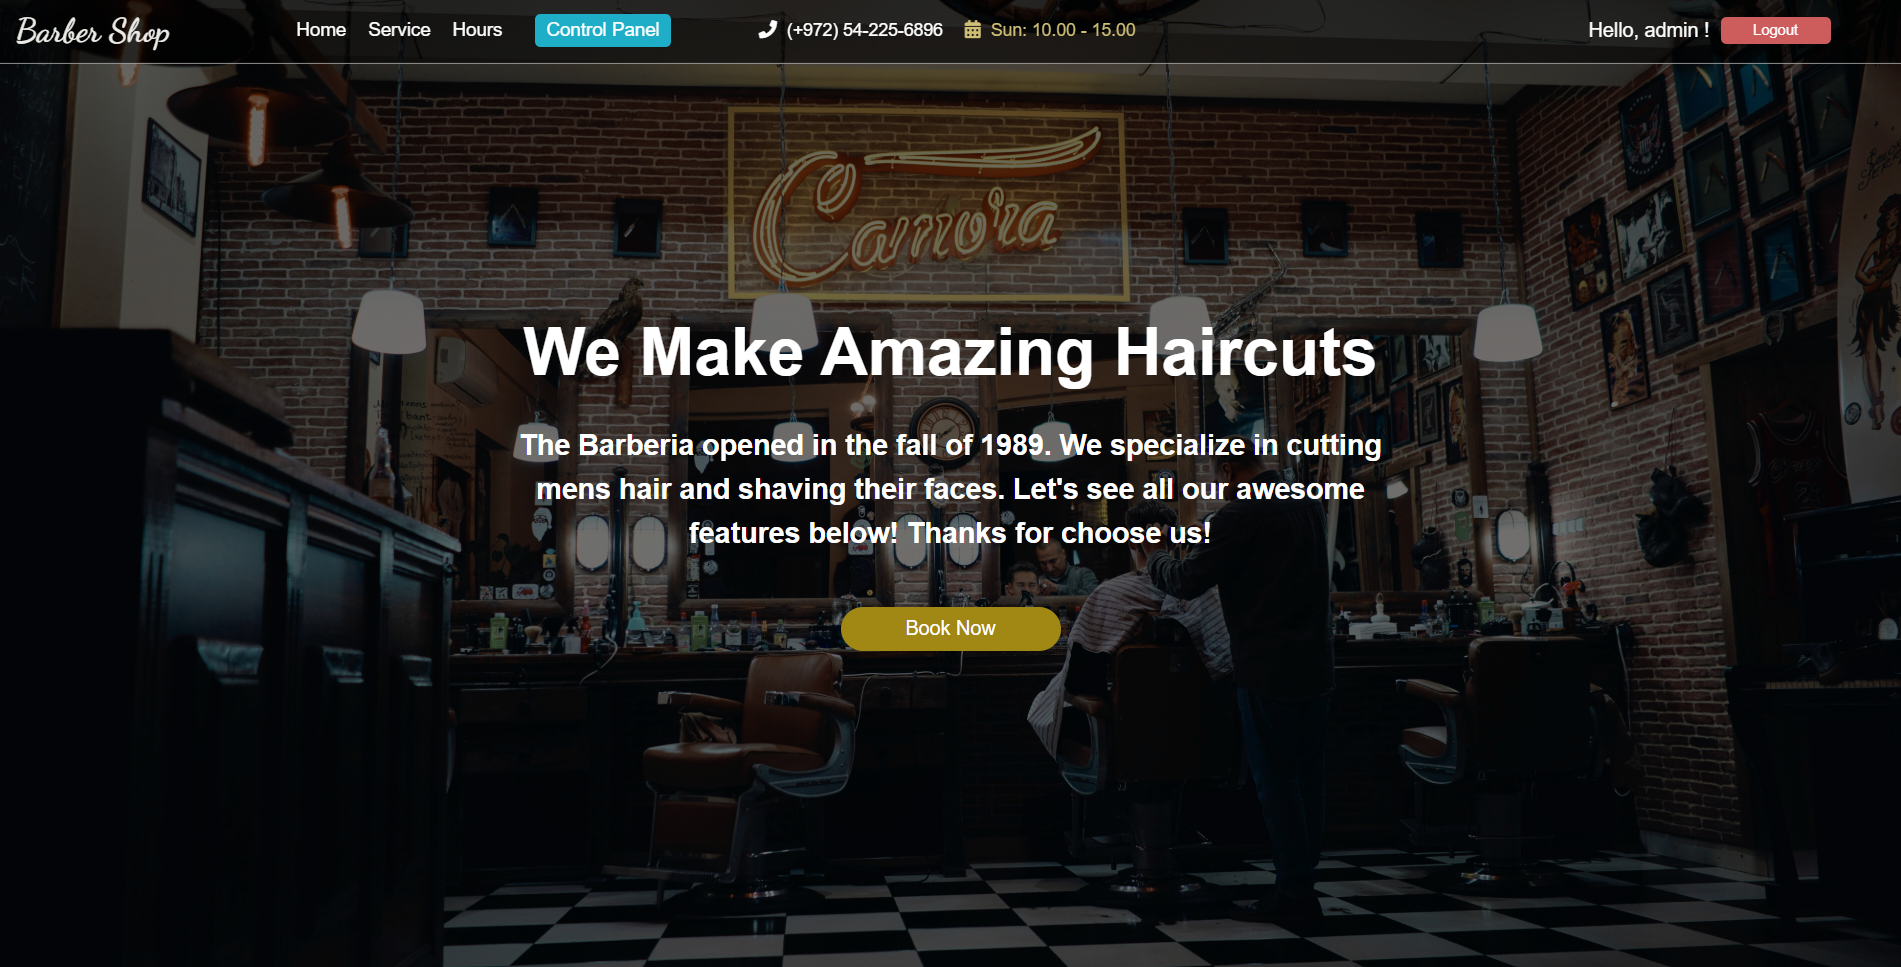 Barber Shop
Home Service Hours Control Panel (+972) 54-225-6896 Sun: 10.00 - 15.00 Hello, admin ! Logout
We Make Amazing Haircuts
The Barberia opened in the fall of 1989. We specialize in cutting
mens hair and shaving their faces. Let's see all our awesome
features below! Thanks for choose us!
Book Now